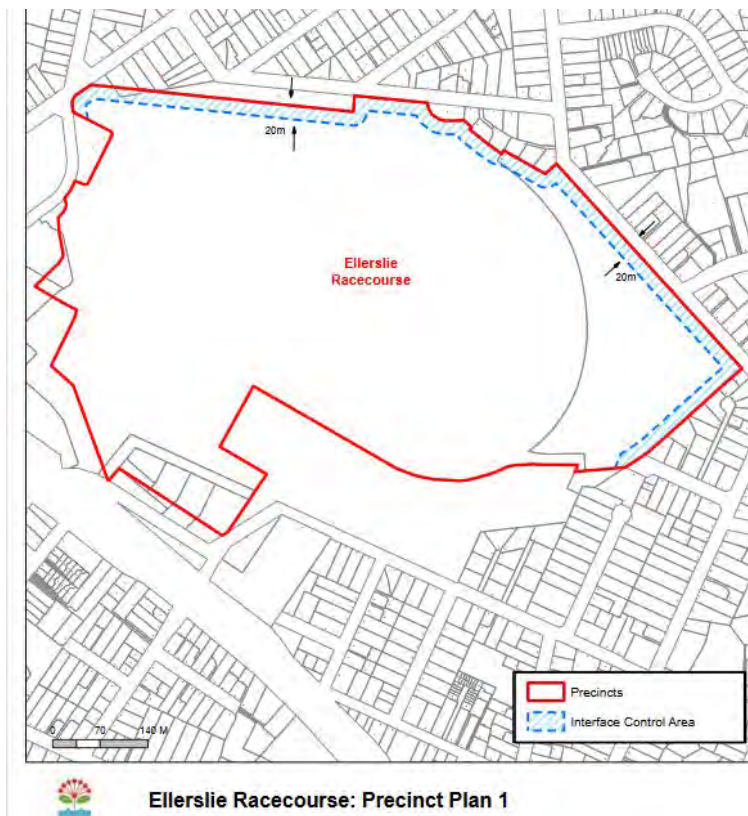 20m
20m
Ellerslie
Racecourse
Precincts
Interface Control Area
0 70 140 M
Ellerslie Racecourse: Precinct Plan 1